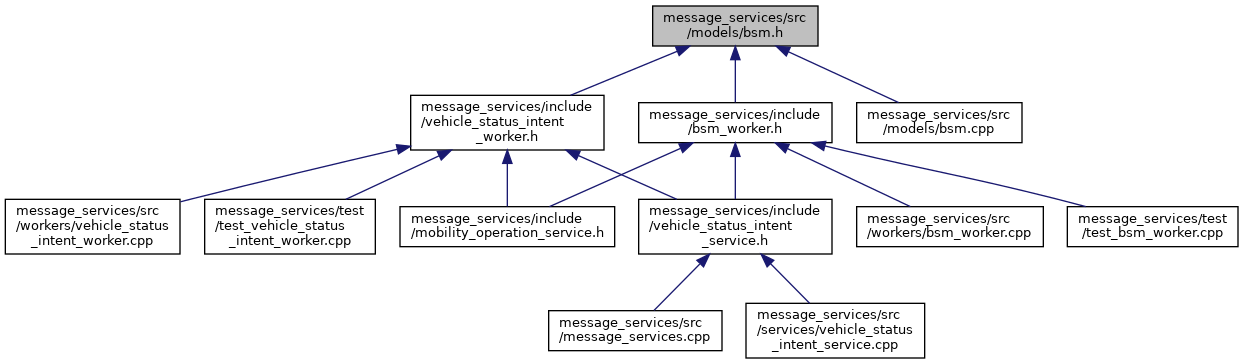 message_services/src
/models/bsm.h
message_services/include
/vehicle_status_intent
_worker.h
message_services/include
/bsm_worker.h
message_services/src
/models/bsm.cpp
message_services/src
/workers/vehicle_status
_intent_worker.cpp
message_services/test
/test_vehicle_status
_intent_worker.cpp
message_services/include
/mobility_operation_service.h
message_services/include
/vehicle_status_intent
_service.h
message_services/src
/workers/bsm_worker.cpp
message_services/test
/test_bsm_worker.cpp
message_services/src
/message_services.cpp
message_services/src
/services/vehicle_status
_intent_service.cpp